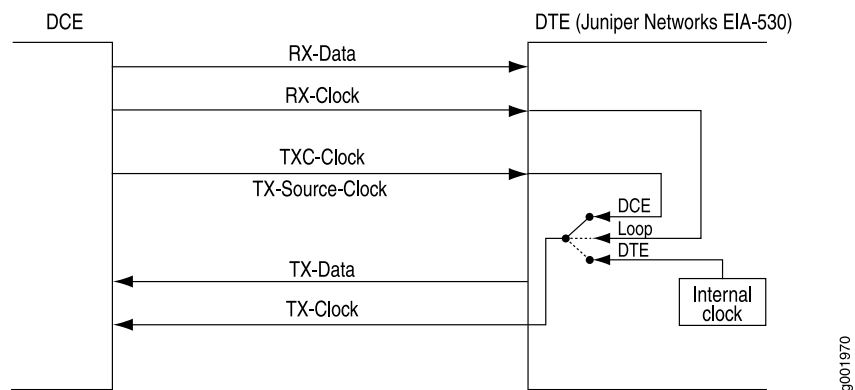 DCE
DTE (Juniper Networks EIA-530)
RX-Data
RX-Clock
TXC-Clock
TX-Source-Clock
DCE
Loop
DTE
TX-Data
TX-Clock
Internal
clock
g001970